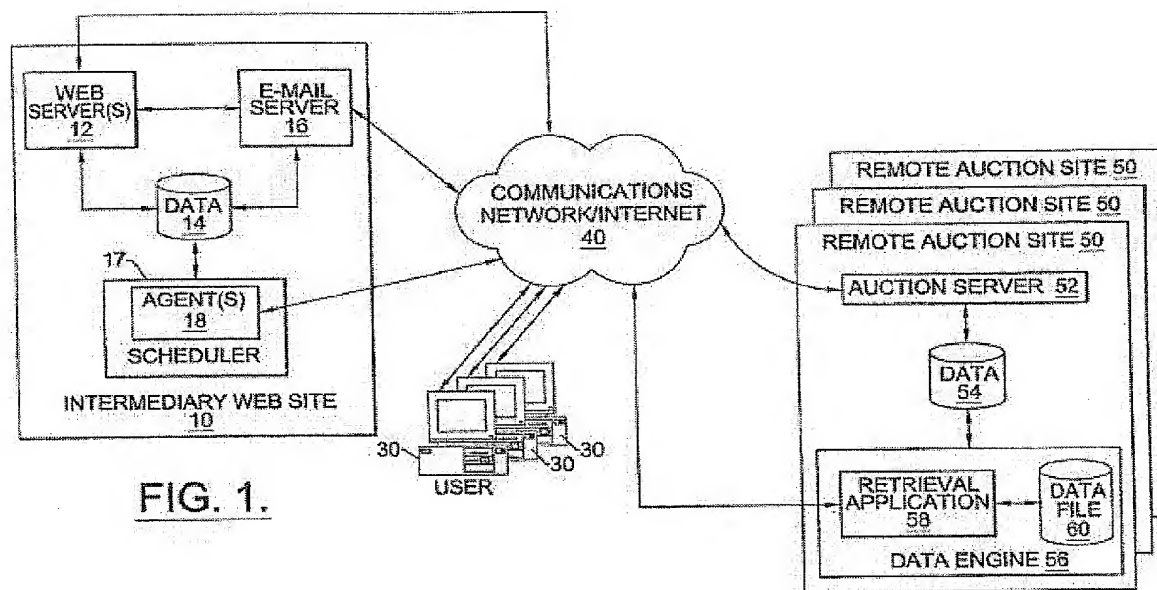 WEB
SERVER(S)
12
E-MAIL
SERVER
16
DATA
14
17
AGENT(S)
18
SCHEDULER
INTERMEDIARY WEB SITE
10
FIG. 1.
COMMUNICATIONS
NETWORK/INTERNET
40
30
30
30
USER
REMOTE AUCTION SITE 50
REMOTE AUCTION SITE 50
REMOTE AUCTION SITE 50
AUCTION SERVER 52
DATA
54
RETRIEVAL
APPLICATION
58
DATA
FILE
60
DATA ENGINE 56